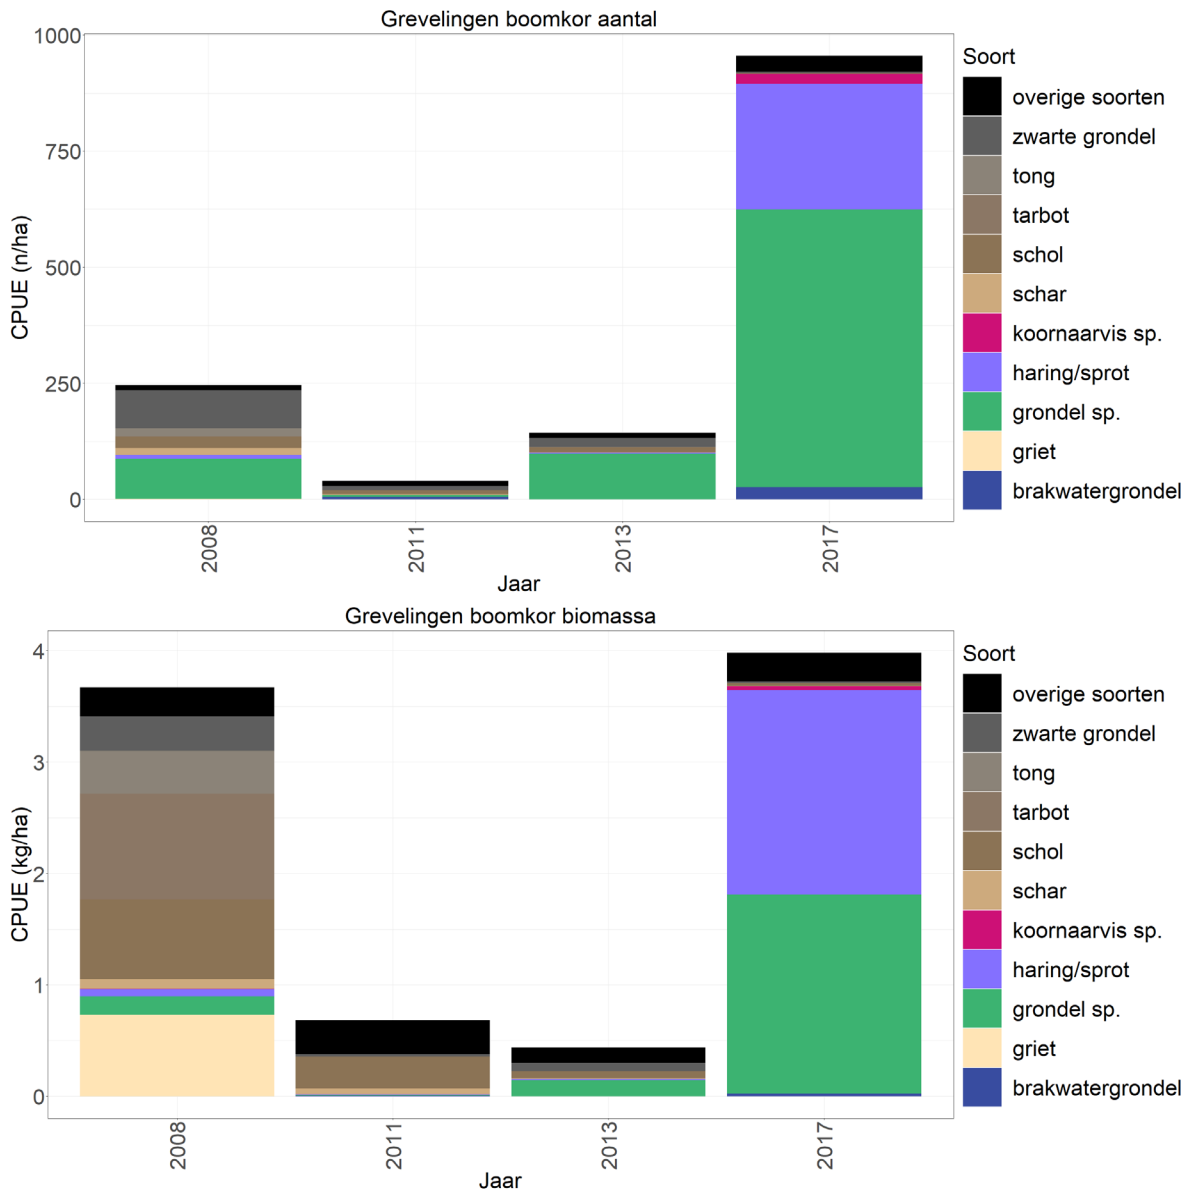 Grevelingen boomkor aantal
1000
750
500
250
0
CPUE (n/ha)
2008
2011
2013
2017
Jaar
Soort
overige soorten
zwarte grondel
tong
tarbot
schol
schar
koornaarvis sp.
haring/sprot
grondel sp.
griet
brakwatergrondel
Grevelingen boomkor biomassa
4
3
2
1
0
CPUE (kg/ha)
2008
2011
2013
2017
Jaar
Soort
overige soorten
zwarte grondel
tong
tarbot
schol
schar
koornaarvis sp.
haring/sprot
grondel sp.
griet
brakwatergrondel